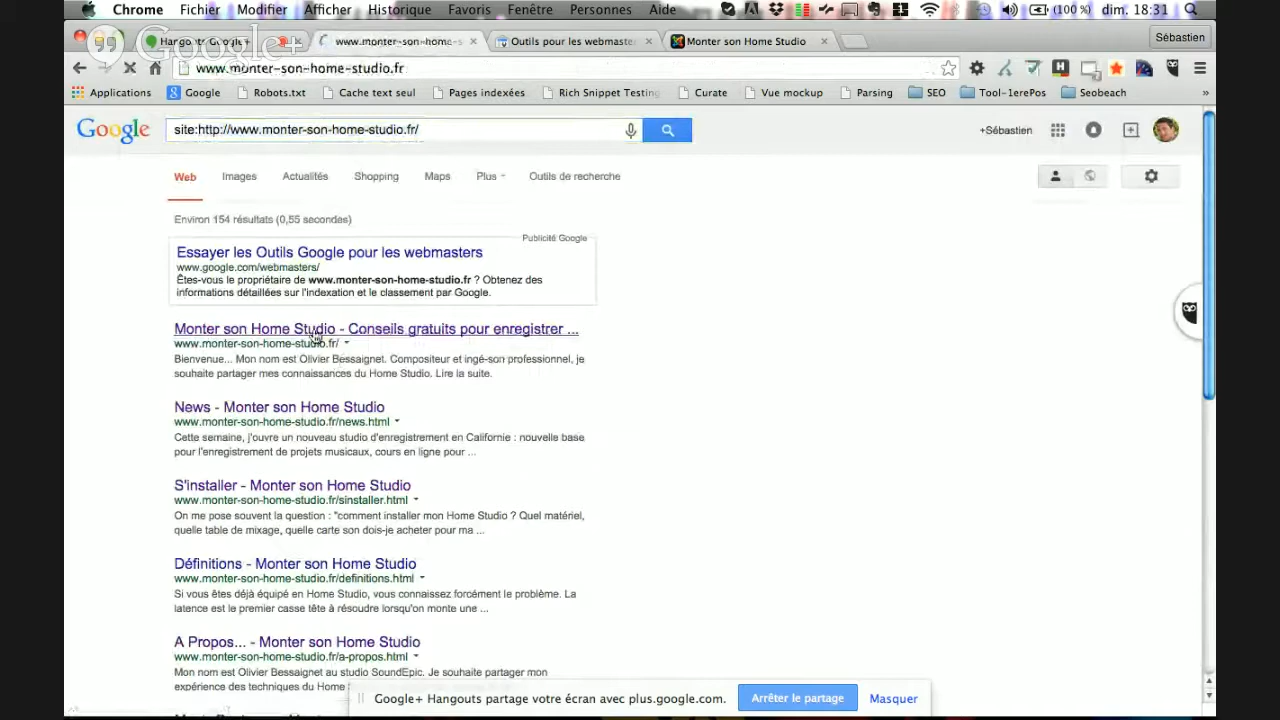 Chrome Fichier Modifier Afficher Historique Favoris Fenêtre Personnes Aide (100 %) dim. 18:31
Google+
www.monter-son-home-s Outils pour les webmaste Monter son Home Studio Sébastien
www.monter-son-home-studio.fr
Applications Google Robots.txt Cache text seul Pages indexées Rich Snippet Testing Curate Vue mockup Parsing SEO Tool-1erePos Seobeach »
Google site:http://www.monter-son-home-studio.fr/ +Sébastien
Web Images Actualités Shopping Maps Plus Outils de recherche
Environ 154 résultats (0,55 secondes)
Publicité Google
Essayer les Outils Google pour les webmasters
www.google.com/webmasters/
Êtes-vous le propriétaire de www.monter-son-home-studio.fr ? Obtenez des
informations détaillées sur l'indexation et le classement par Google.
Monter son Home Studio - Conseils gratuits pour enregistrer ...
www.monter-son-home-studio.fr/
Bienvenue... Mon nom est Olivier Bessaignet. Compositeur et ingé-son professionnel, je
souhaite partager mes connaissances du Home Studio. Lire la suite.
News - Monter son Home Studio
www.monter-son-home-studio.fr/news.html
Cette semaine, j'ouvre un nouveau studio d'enregistrement en Californie : nouvelle base
pour l'enregistrement de projets musicaux, cours en ligne pour ...
S'installer - Monter son Home Studio
www.monter-son-home-studio.fr/sinstaller.html
On me pose souvent la question : "comment installer mon Home Studio ? Quel matériel,
quelle table de mixage, quelle carte son dois-je acheter pour ma ...
Définitions - Monter son Home Studio
www.monter-son-home-studio.fr/definitions.html
Si vous êtes déjà équipé en Home Studio, vous connaissez forcément le problème. La
latence est le premier casse tête à résoudre lorsqu'on monte une ...
A Propos... - Monter son Home Studio
www.monter-son-home-studio.fr/a-propos.html
Mon nom est Olivier Bessaignet au studio SoundEpic. Je souhaite partager mon
expérience des techniques du Home
Google+ Hangouts partage votre écran avec plus.google.com. Arrêter le partage Masquer